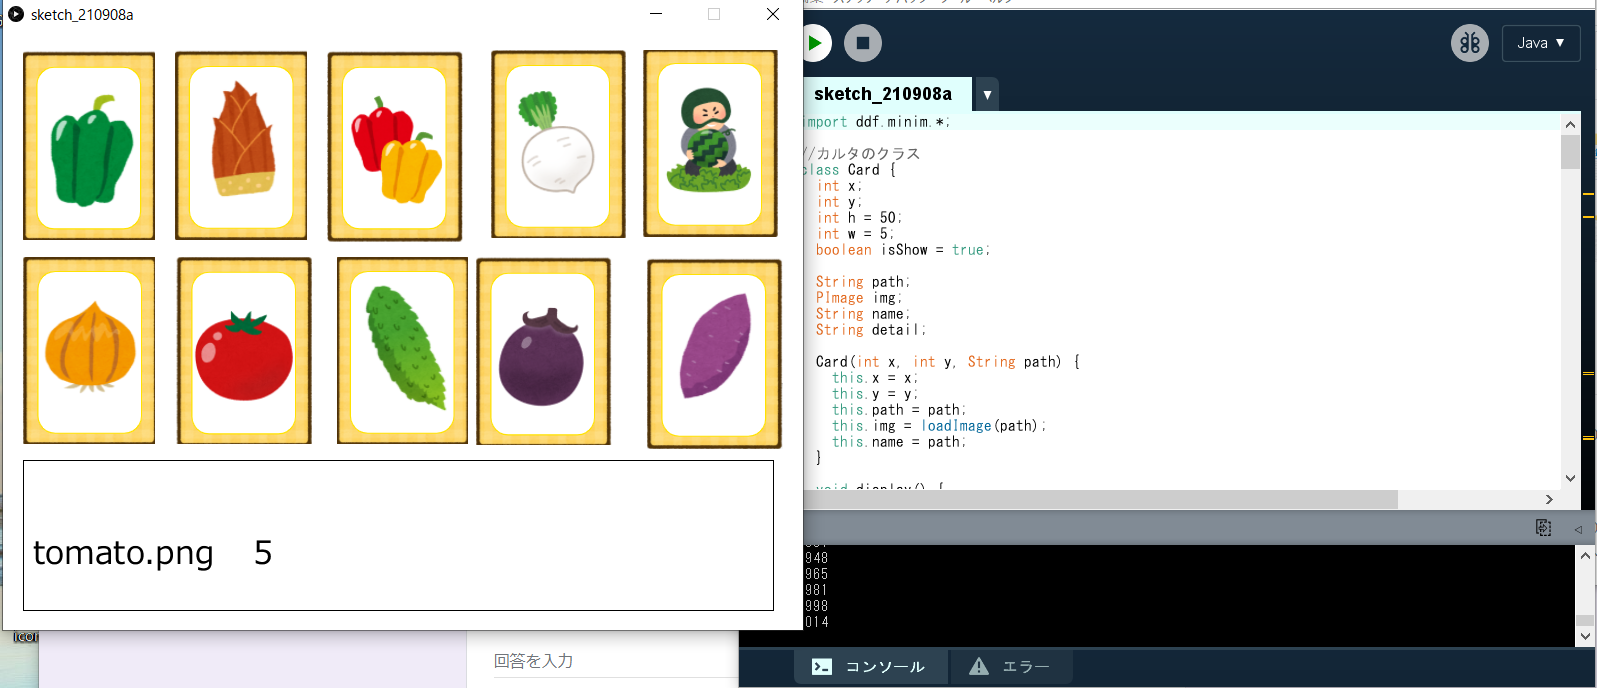 sketch_210908a
Java ▼
sketch_210908a
▼
import ddf.minim.*;
//カルタのクラス
class Card {
int x;
int y;
int h = 50;
int w = 5;
boolean isShow = true;
String path;
PImage img;
String name;
String detail;
Card(int x, int y, String path) {
this.x = x;
this.y = y;
this.path = path;
this.img = loadImage(path);
this.name = path;
}
void display() {
tomato.png 5
948
965
981
998
014
icon
回答を入力
コンソール
エラー